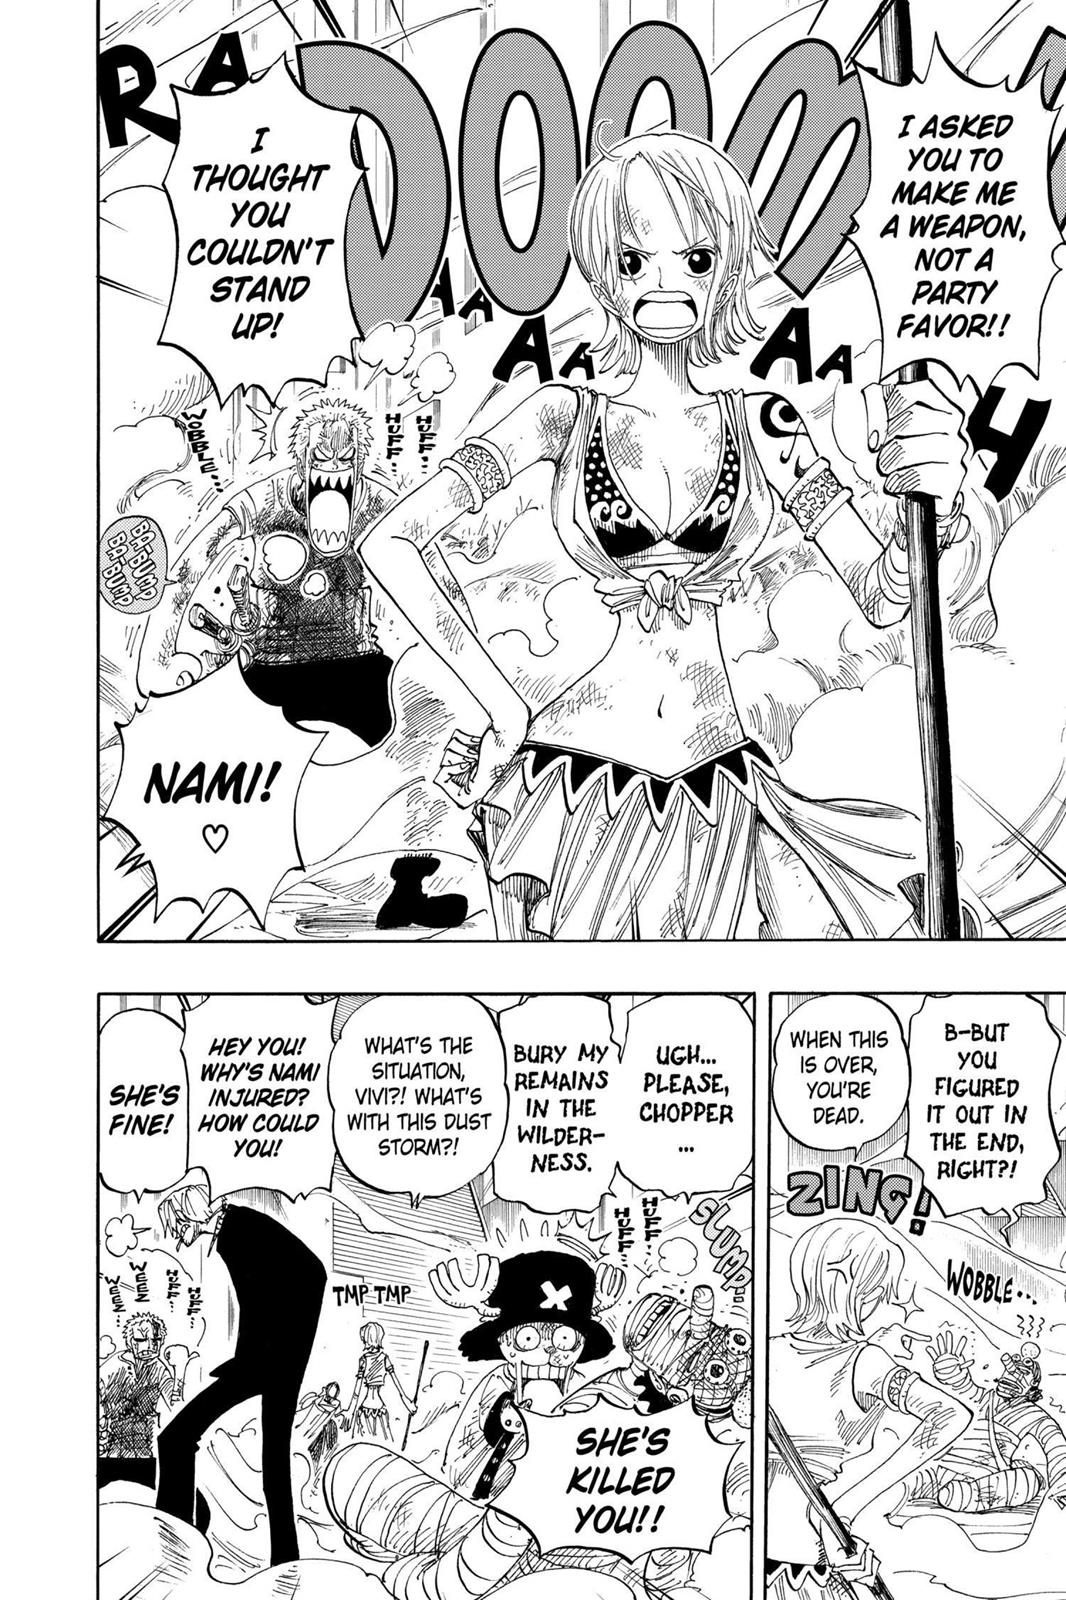 I ASKED
YOU TO
MAKE ME
A WEAPON,
NOT A
PARTY
FAVOR!!
DOOM
RA
A
A
A
A
A
A
A
I
THOUGHT
YOU
COULDN'T
STAND
UP!
HUFF...
HUFF...
WOBBLE...
BA-BUMP
BA-BUMP
NAMI!
♡
B-BUT
YOU
FIGURED
IT OUT IN
THE END,
RIGHT?!
WHEN THIS
IS OVER,
YOU'RE
DEAD.
ZING!
WOBBLE...
UGH...
PLEASE,
CHOPPER
...
BURY MY
REMAINS
IN THE
WILDER-
NESS.
SLUMP...
HUFF...
HUFF...
SHE'S
KILLED
YOU!!
WHAT'S THE
SITUATION,
VIVI?! WHAT'S
WITH THIS DUST
STORM?!
TMP TMP
HEY YOU!
WHY'S NAMI
INJURED?
HOW COULD
YOU!
SHE'S
FINE!
HUFF...
HUFF...
WEEZ
WEEZ